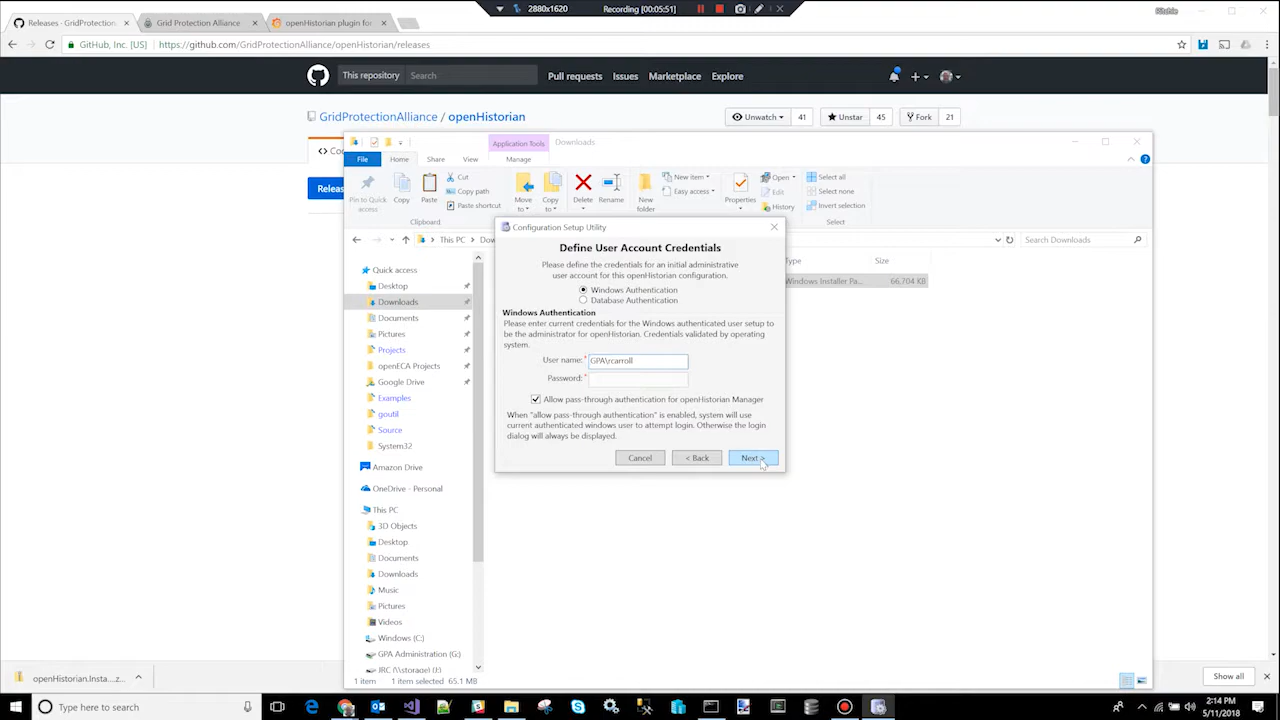 2880x1620
Recording [00:05:51]
Ritchie
Releases · GridProtection
Grid Protection Alliance
openHistorian plugin for
GitHub, Inc. [US]
https://github.com/GridProtectionAlliance/openHistorian/releases
This repository
Search
Pull requests
Issues
Marketplace
Explore
GridProtectionAlliance / openHistorian
Unwatch
41
Unstar
45
Fork
21
<> Co
Releas
Application Tools
Downloads
File
Home
Share
View
Manage
Pin to Quick access
Copy
Paste
Cut
Copy path
Paste shortcut
Clipboard
Move to
Copy to
Delete
Rename
New folder
New item
Easy access
Properties
Open
Edit
History
Select all
Select none
Invert selection
Select
This PC
Dow
Search Downloads
Type
Size
Windows Installer Pa...
66,704 KB
Quick access
Desktop
Downloads
Documents
Pictures
Projects
openECA Projects
Google Drive
Examples
goutil
Source
System32
Amazon Drive
OneDrive - Personal
This PC
3D Objects
Desktop
Documents
Downloads
Music
Pictures
Videos
Windows (C:)
GPA Administration (G:)
JRC (\\storage) (J:)
1 item
1 item selected
65.1 MB
Configuration Setup Utility
Define User Account Credentials
Please define the credentials for an initial administrative
user account for this openHistorian configuration.
Windows Authentication
Database Authentication
Windows Authentication
Please enter current credentials for the Windows authenticated user setup to
be the administrator for openHistorian. Credentials validated by operating
system.
User name:*
GPA\rcarroll
Password:*
Allow pass-through authentication for openHistorian Manager
When "allow pass-through authentication" is enabled, system will use
current authenticated windows user to attempt login. Otherwise the login
dialog will always be displayed.
Cancel
< Back
Next >
openHistorian.Insta....z...
Show all
Type here to search
2:14 PM
5/11/2018